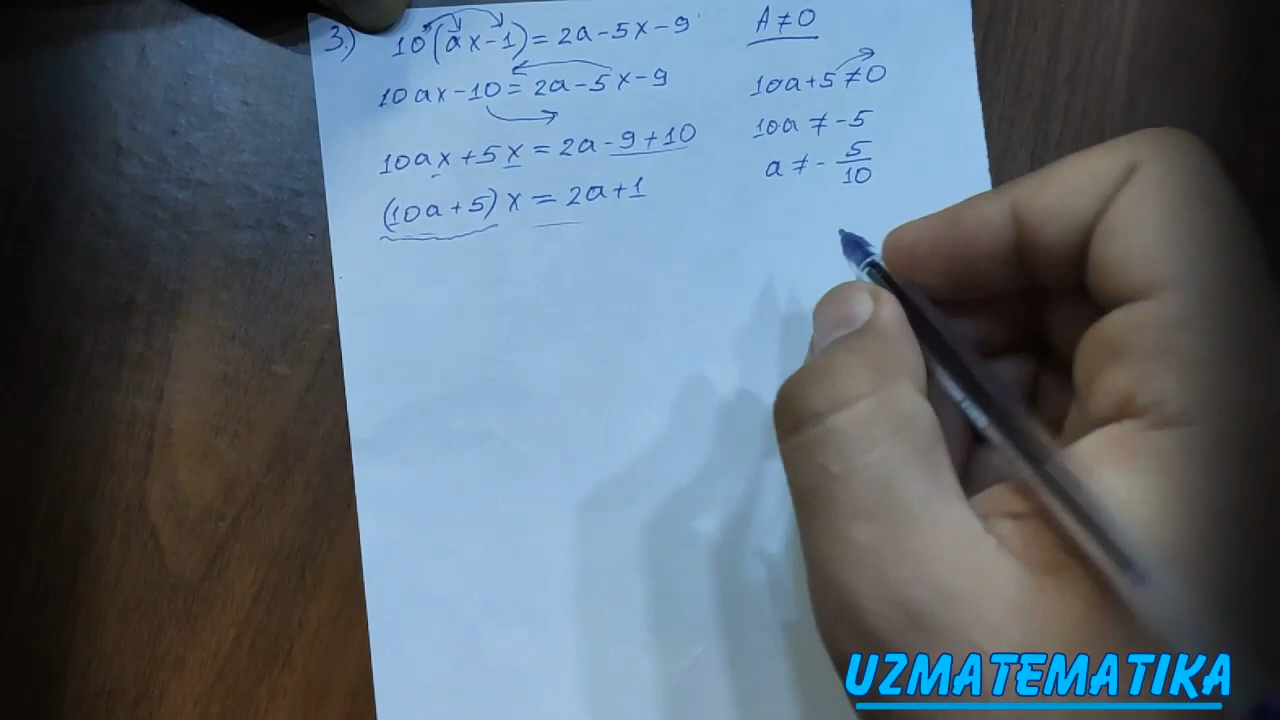 3.) 10(ax-1)=2a-5x-9
10ax-10=2a-5x-9
10ax+5x=2a-9+10
(10a+5)x=2a+1
A≠0
10a+5≠0
10a≠-5
a≠-5/10
UZMATEMATIKA